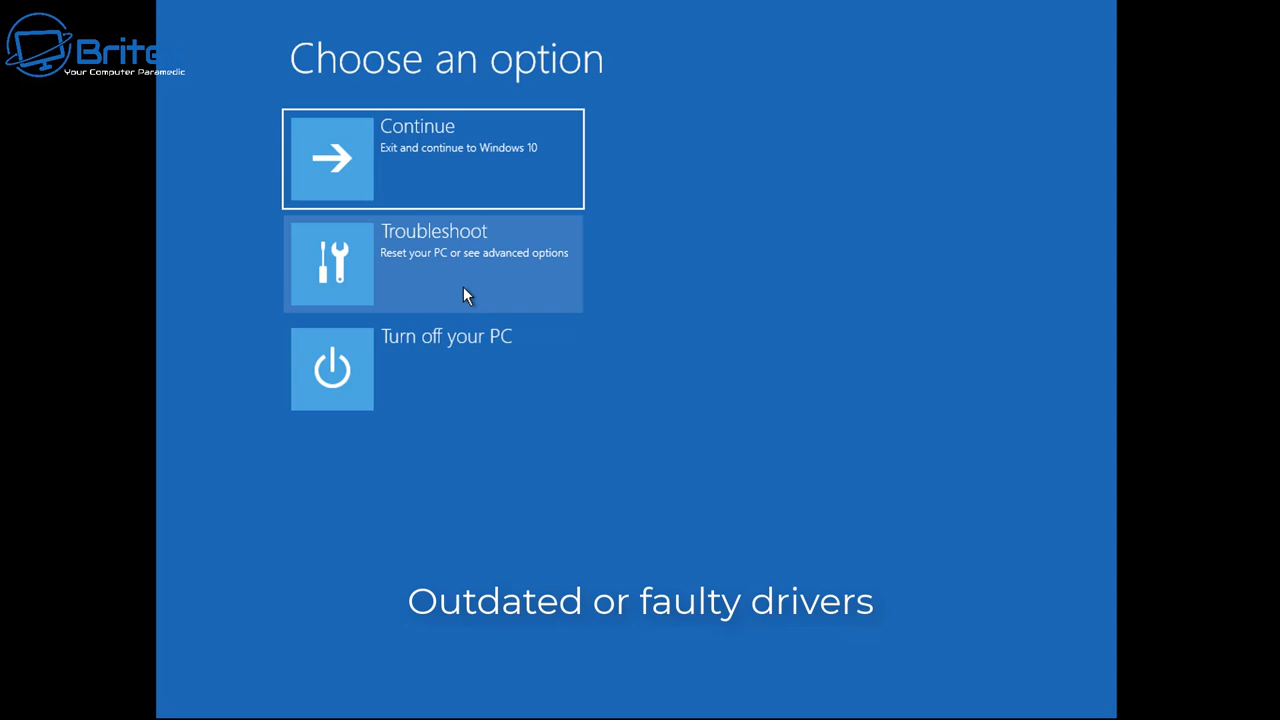 Brite
Your Computer Paramedic
Choose an option
Continue
Exit and continue to Windows 10
Troubleshoot
Reset your PC or see advanced options
Turn off your PC
Outdated or faulty drivers